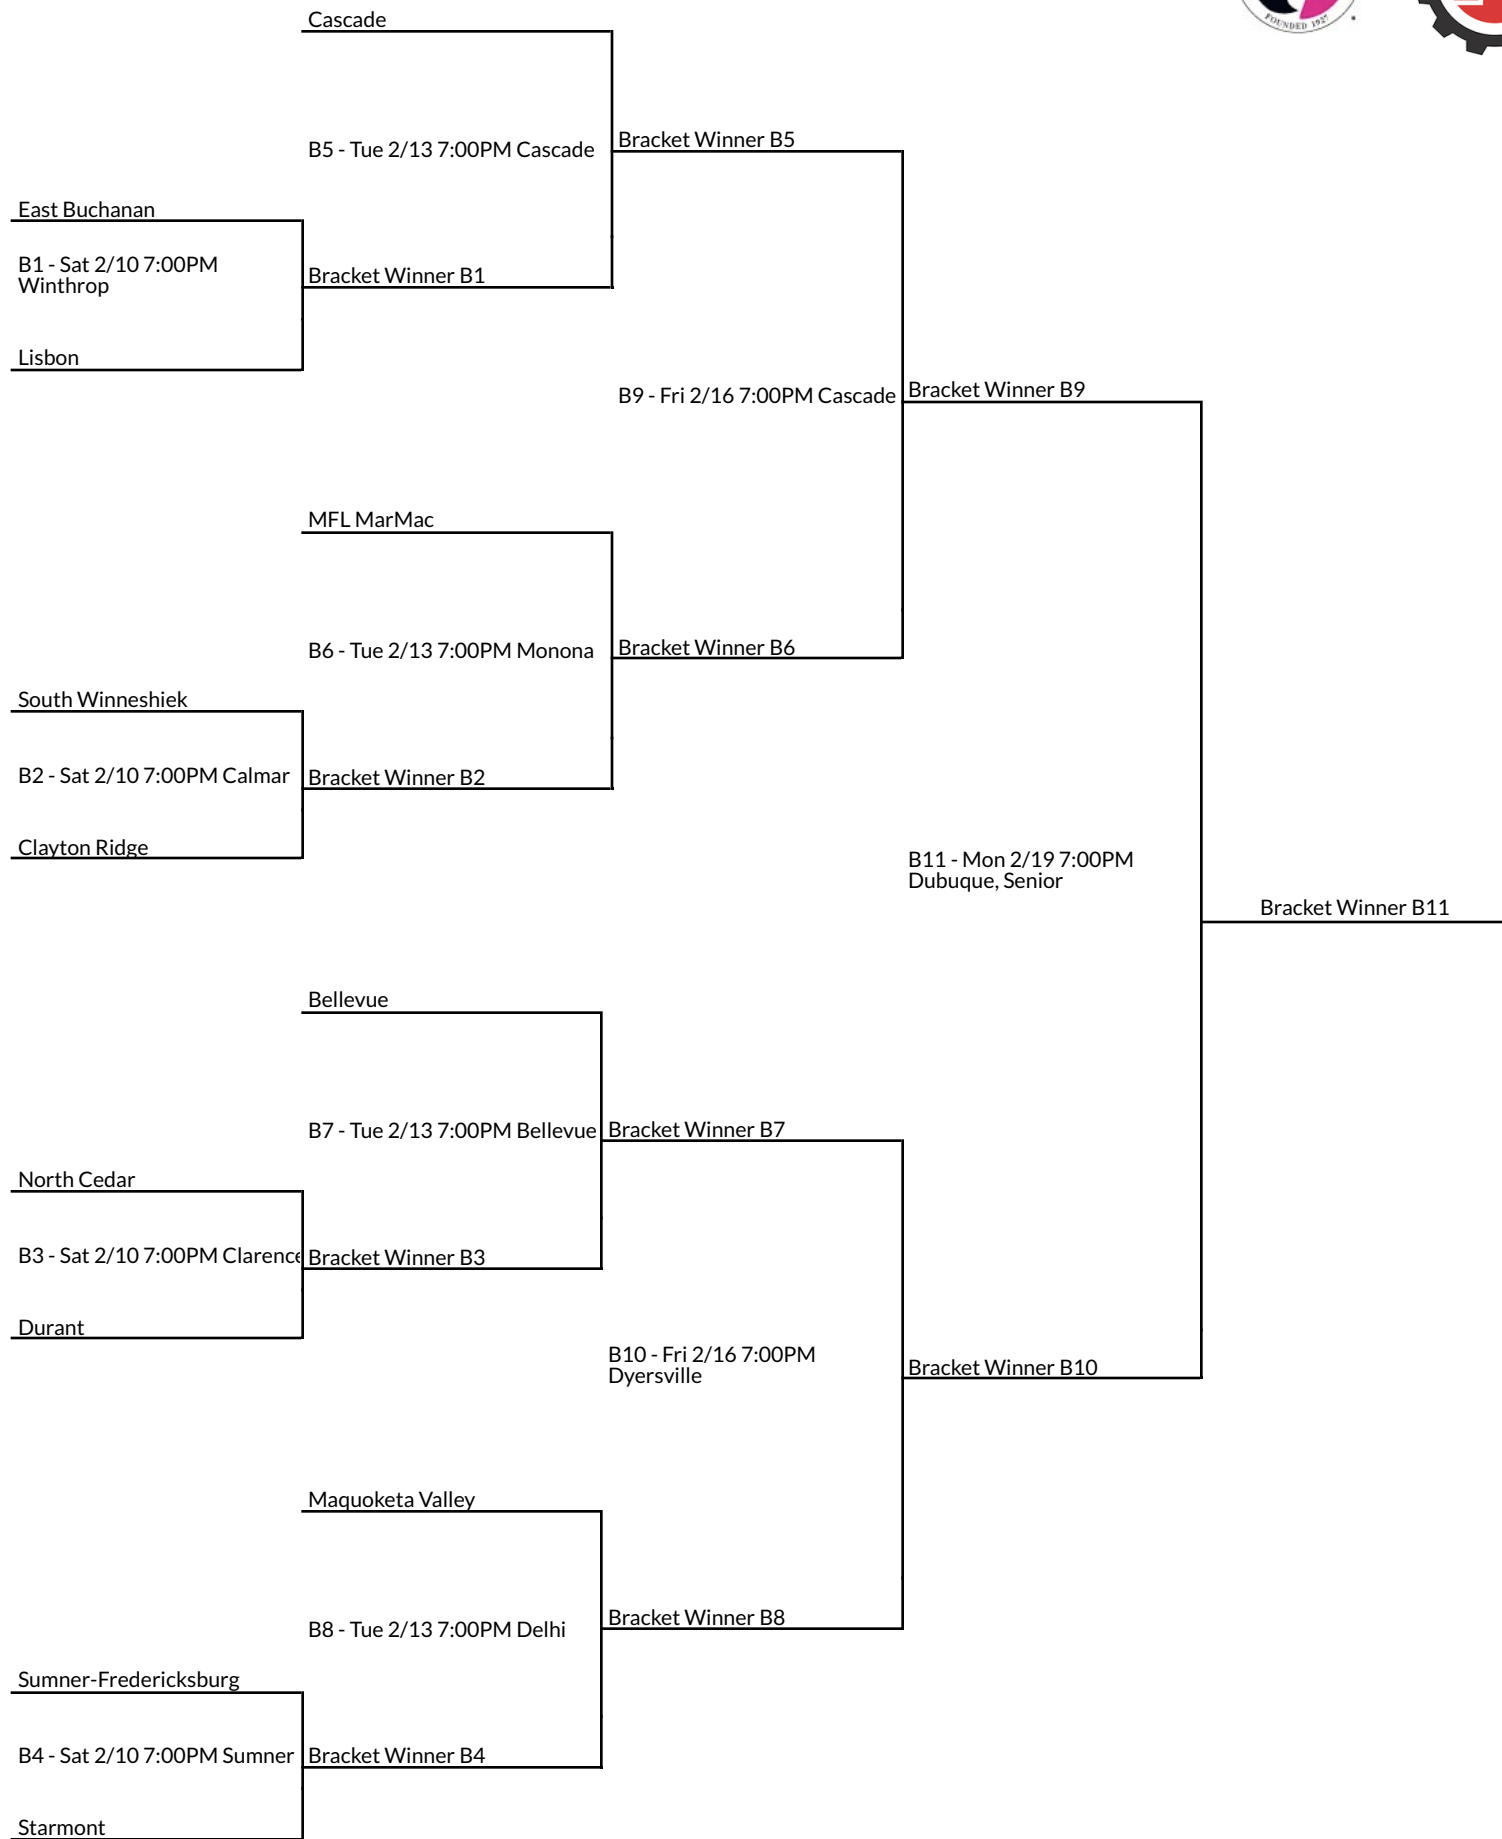 FOUNDED 1927
Cascade
B5 - Tue 2/13 7:00PM Cascade
Bracket Winner B5
East Buchanan
B1 - Sat 2/10 7:00PM
Winthrop
Bracket Winner B1
Lisbon
B9 - Fri 2/16 7:00PM Cascade
Bracket Winner B9
MFL MarMac
B6 - Tue 2/13 7:00PM Monona
Bracket Winner B6
South Winneshiek
B2 - Sat 2/10 7:00PM Calmar
Bracket Winner B2
Clayton Ridge
B11 - Mon 2/19 7:00PM
Dubuque, Senior
Bracket Winner B11
Bellevue
B7 - Tue 2/13 7:00PM Bellevue
Bracket Winner B7
North Cedar
B3 - Sat 2/10 7:00PM Clarence
Bracket Winner B3
Durant
B10 - Fri 2/16 7:00PM
Dyersville
Bracket Winner B10
Maquoketa Valley
B8 - Tue 2/13 7:00PM Delhi
Bracket Winner B8
Sumner-Fredericksburg
B4 - Sat 2/10 7:00PM Sumner
Bracket Winner B4
Starmont